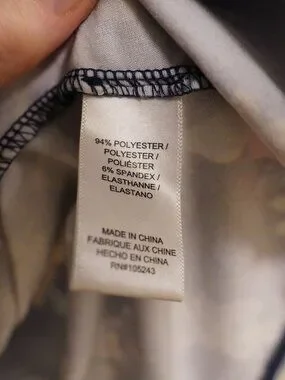 94% POLYESTER /
POLYESTER /
POLIÉSTER
6% SPANDEX /
ELASTHANNE /
ELASTANO
MADE IN CHINA
FABRIQUE AUX CHINE
HECHO EN CHINA
RN#105243